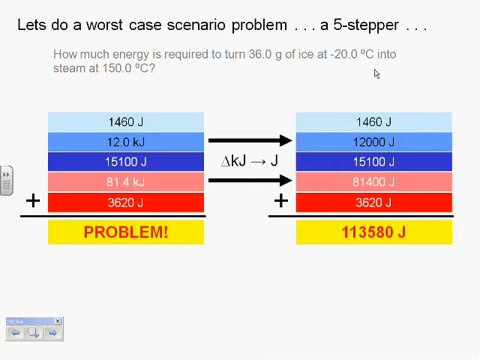 Lets do a worst case scenario problem . . . a 5-stepper . . .
How much energy is required to turn 36.0 g of ice at -20.0 ºC into
steam at 150.0 ºC?
1460 J
12.0 kJ
15100 J
81.4 kJ
+ 3620 J
PROBLEM!
ΔkJ → J
1460 J
12000 J
15100 J
81400 J
+ 3620 J
113580 J